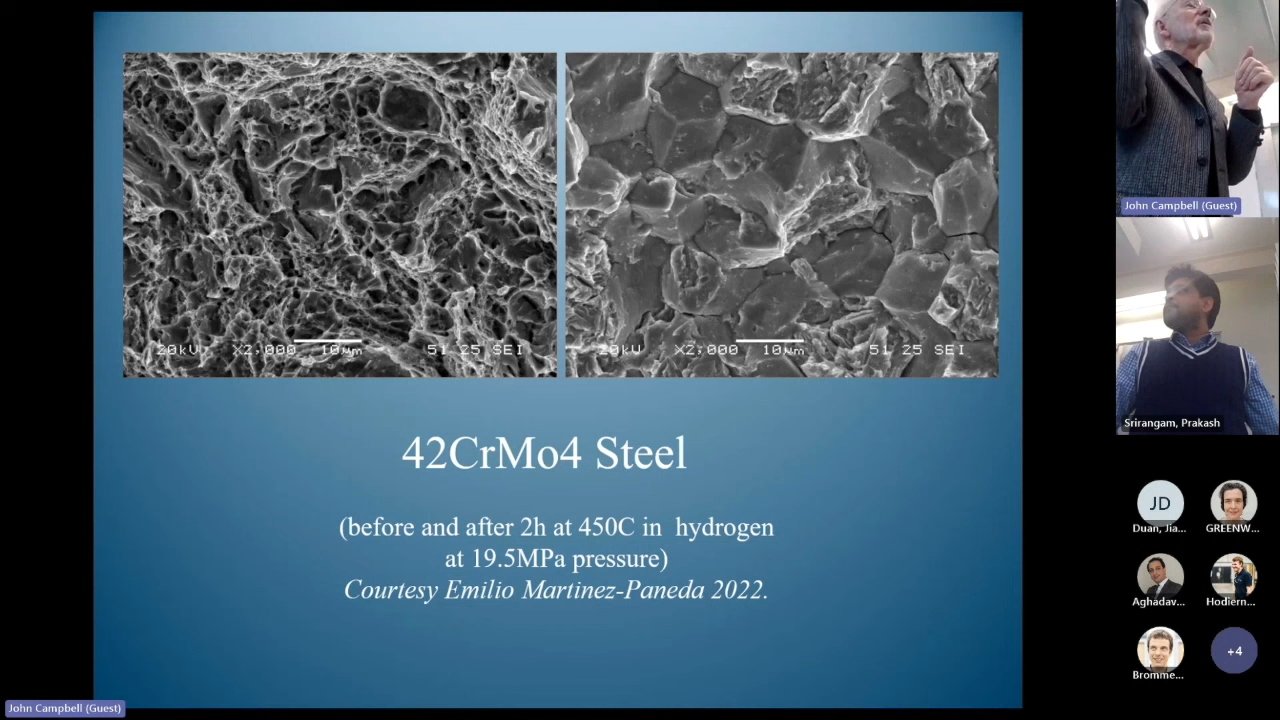 20kU X2,000 10µm 51 25 SEI
20kU X2,000 10µm 51 25 SEI
42CrMo4 Steel
(before and after 2h at 450C in hydrogen
at 19.5MPa pressure)
Courtesy Emilio Martinez-Paneda 2022.
John Campbell (Guest)
John Campbell (Guest)
Srirangam, Prakash
JD
Duan, Jia...
GREENW...
Aghadav...
Hodiern...
Bromme...
+4